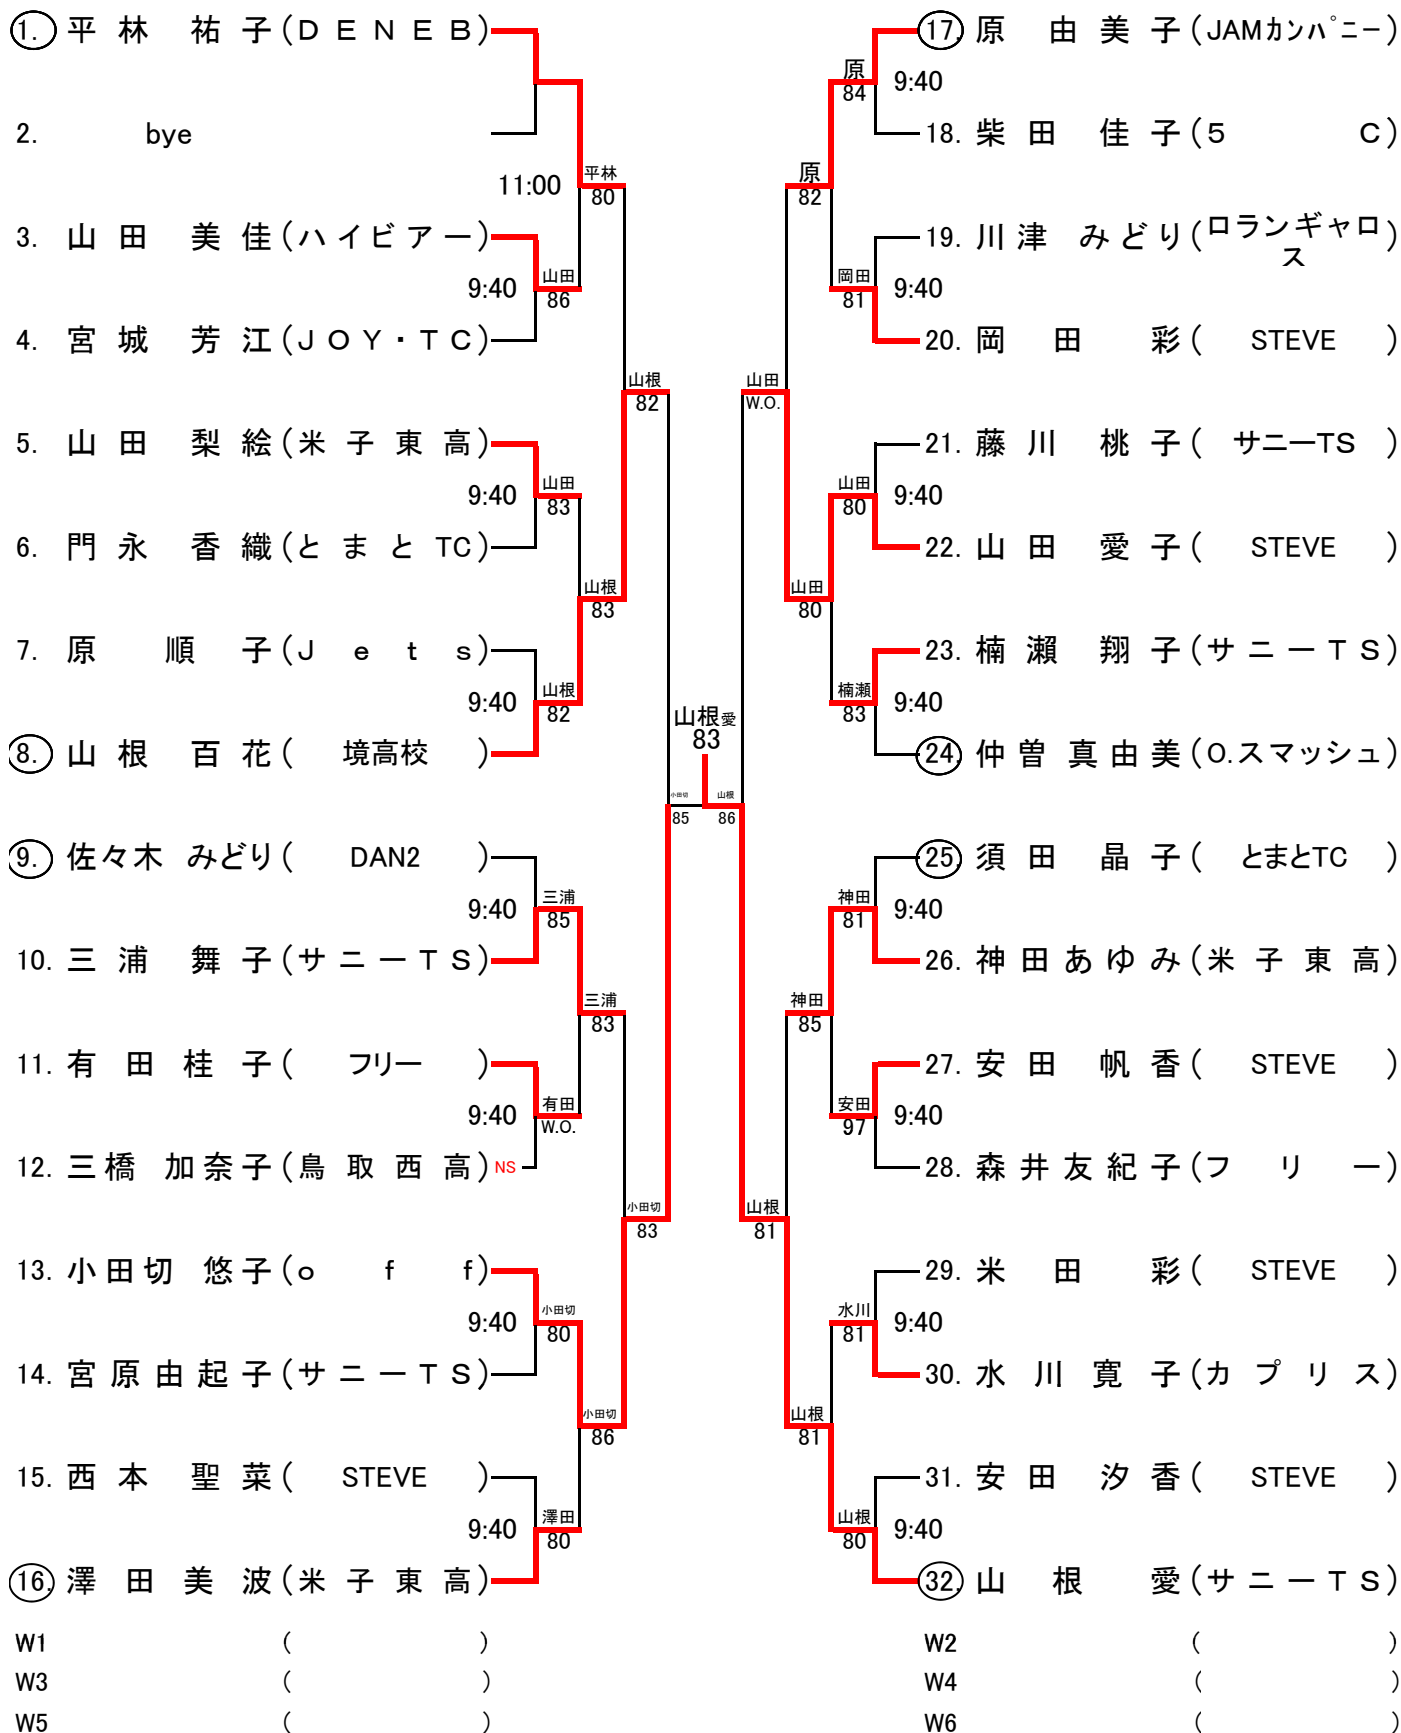 1. 平林 祐子(DENEB)
2. bye
11:00 平林
80
3. 山田 美佳(ハイビアー)
9:40 山田
86
4. 宮城 芳江(JOY・TC)
山根
82
5. 山田 梨絵(米子東高)
9:40 山田
83
6. 門永 香織(とまとTC)
山根
83
7. 原 順子(Jets)
9:40 山根
82
8. 山根 百花(境高校)
山根愛
83
小田切 山根
85 86
9. 佐々木 みどり(DAN2)
9:40 三浦
85
10. 三浦 舞子(サニーTS)
三浦
83
11. 有田桂子(フリー)
9:40 有田
W.O.
12. 三橋 加奈子(鳥取西高)NS
小田切
83
13. 小田切 悠子(off)
9:40 小田切
80
14. 宮原由起子(サニーTS)
小田切
86
15. 西本 聖菜(STEVE)
9:40 澤田
80
16. 澤田美波(米子東高)
W1 ( )
W3 ( )
W5 ( )
17. 原 由美子(JAMカンパニー)
原 9:40
84
18. 柴田 佳子(5 C)
原
82
19. 川津 みどり(ロランギャロス)
岡田 9:40
81
20. 岡田 彩(STEVE)
山田
W.O.
21. 藤川 桃子(サニーTS)
山田 9:40
80
22. 山田 愛子(STEVE)
山田
80
23. 楠瀬 翔子(サニーTS)
楠瀬 9:40
83
24. 仲曽 真由美(O.スマッシュ)
25. 須田 晶子(とまとTC)
神田 9:40
81
26. 神田あゆみ(米子東高)
神田
85
27. 安田 帆香(STEVE)
安田 9:40
97
28. 森井友紀子(フリー)
山根
81
29. 米田 彩(STEVE)
水川 9:40
81
30. 水川寛子(カプリス)
山根
81
31. 安田 汐香(STEVE)
山根 9:40
80
32. 山根 愛(サニーTS)
W2 ( )
W4 ( )
W6 ( )